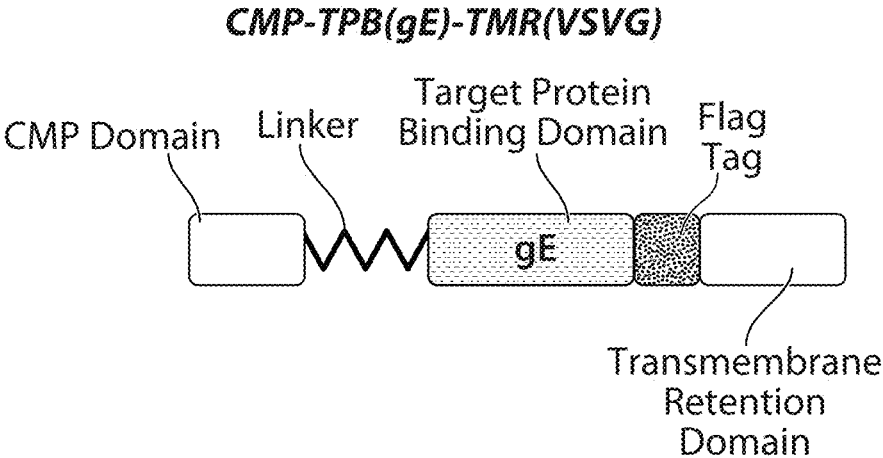 CMP-TPB(gE)-TMR(VSVG)
CMP Domain
Linker
Target Protein
Binding Domain
Flag
Tag
gE
Transmembrane
Retention
Domain